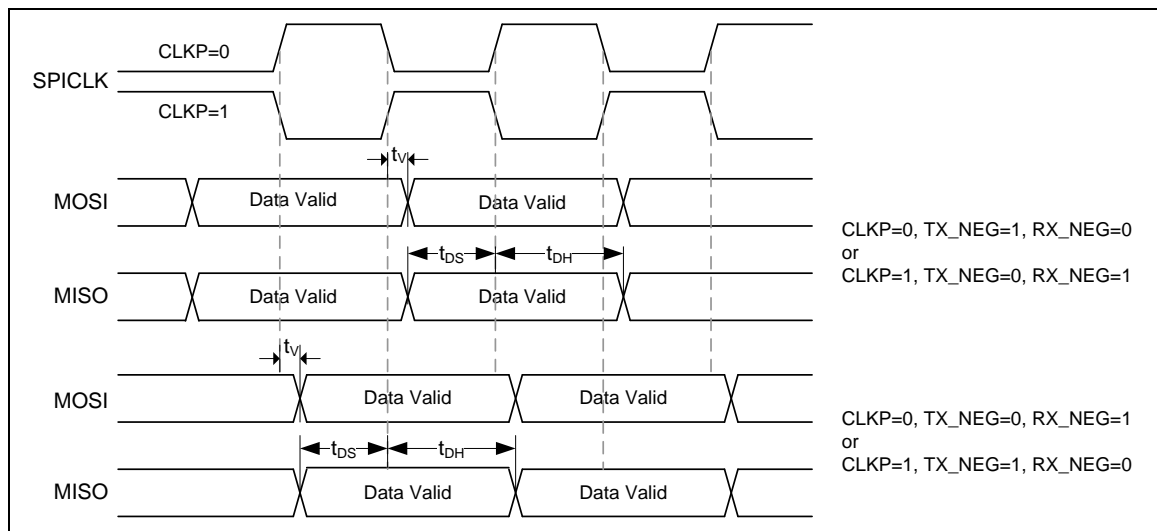 CLKP=0
SPICLK
CLKP=1
tV
MOSI
Data Valid
Data Valid
CLKP=0, TX_NEG=1, RX_NEG=0
or
CLKP=1, TX_NEG=0, RX_NEG=1
tDS
tDH
MISO
Data Valid
Data Valid
tV
MOSI
Data Valid
Data Valid
CLKP=0, TX_NEG=0, RX_NEG=1
or
CLKP=1, TX_NEG=1, RX_NEG=0
tDS
tDH
MISO
Data Valid
Data Valid